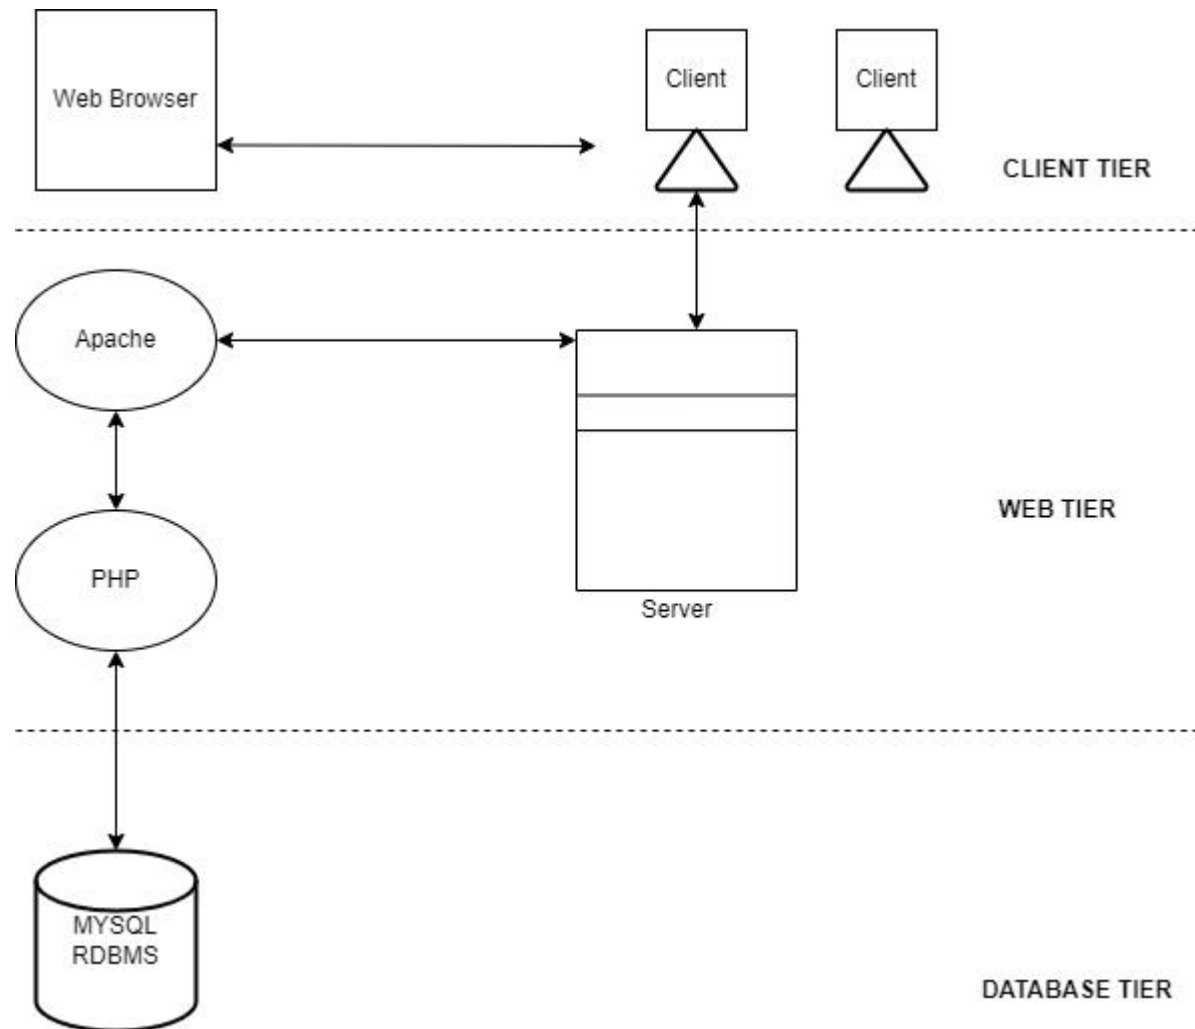 Web Browser
Client
Client
CLIENT TIER
Apache
WEB TIER
PHP
Server
MYSQL
RDBMS
DATABASE TIER